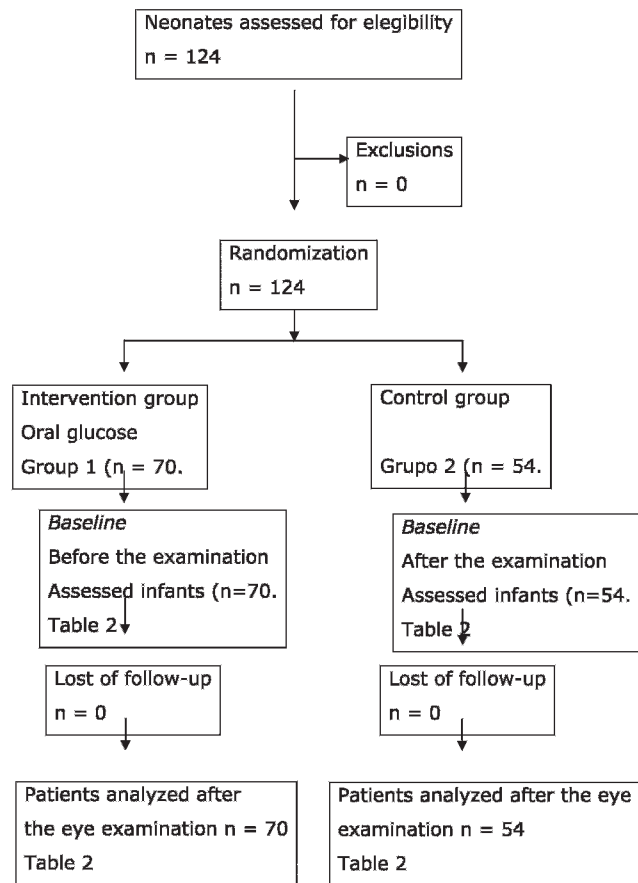 Neonates assessed for elegibility
n = 124
Exclusions
n = 0
Randomization
n = 124
Intervention group
Oral glucose
Group 1 (n = 70.
Control group
Grupo 2 (n = 54.
Baseline
Before the examination
Assessed infants (n=70.
Table 2
Baseline
After the examination
Assessed infants (n=54.
Table 2
Lost of follow-up
n = 0
Lost of follow-up
n = 0
Patients analyzed after
the eye examination n = 70
Table 2
Patients analyzed after the eye
examination n = 54
Table 2